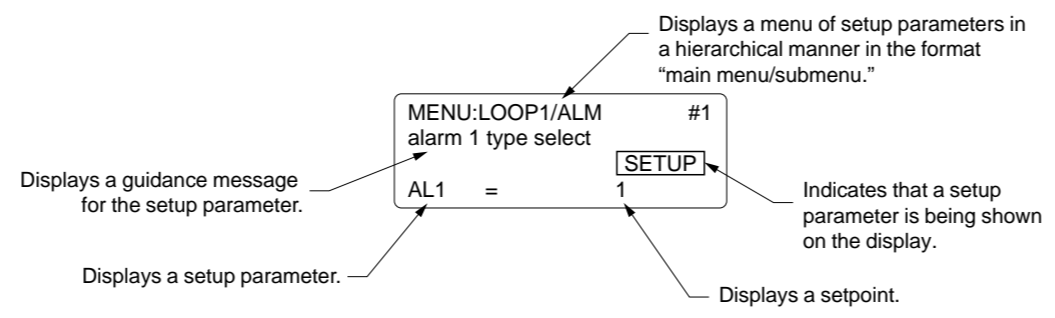 Displays a menu of setup parameters in
a hierarchical manner in the format
“main menu/submenu.”
MENU:LOOP1/ALM #1
alarm 1 type select
SETUP
AL1 = 1
Displays a guidance message
for the setup parameter.
Indicates that a setup
parameter is being shown
on the display.
Displays a setup parameter.
Displays a setpoint.